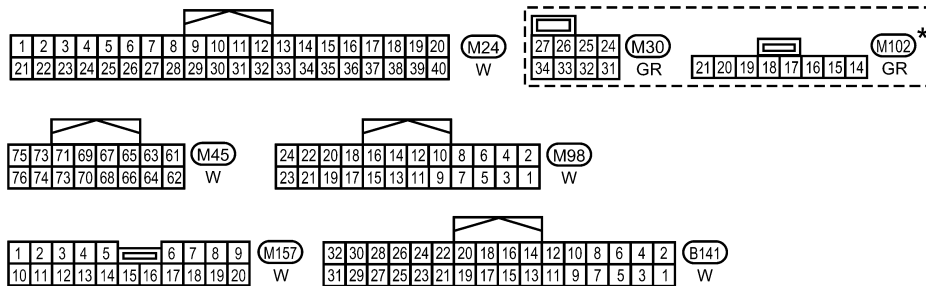 1 2 3 4 5 6 7 8 9 10 11 12 13 14 15 16 17 18 19 20 M24
21 22 23 24 25 26 27 28 29 30 31 32 33 34 35 36 37 38 39 40 W
27 26 25 24 M30
34 33 32 31 GR
*
M102
21 20 19 18 17 16 15 14 GR
75 73 71 69 67 65 63 61 M45
76 74 73 70 68 66 64 62 W
24 22 20 18 16 14 12 10 8 6 4 2 M98
23 21 19 17 15 13 11 9 7 5 3 1 W
1 2 3 4 5 6 7 8 9 M157
10 11 12 13 14 15 16 17 18 19 20 W
32 30 28 26 24 22 20 18 16 14 12 10 8 6 4 2 B141
31 29 27 25 23 21 19 17 15 13 11 9 7 5 3 1 W